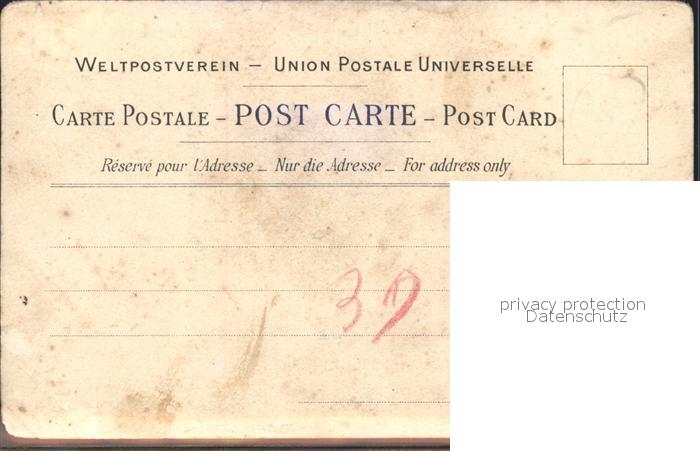 WELTPOSTVEREIN – UNION POSTALE UNIVERSELLE
CARTE POSTALE – POST CARTE – POST CARD
Réservé pour l'Adresse – Nur die Adresse – For address only
privacy protection
Datenschutz